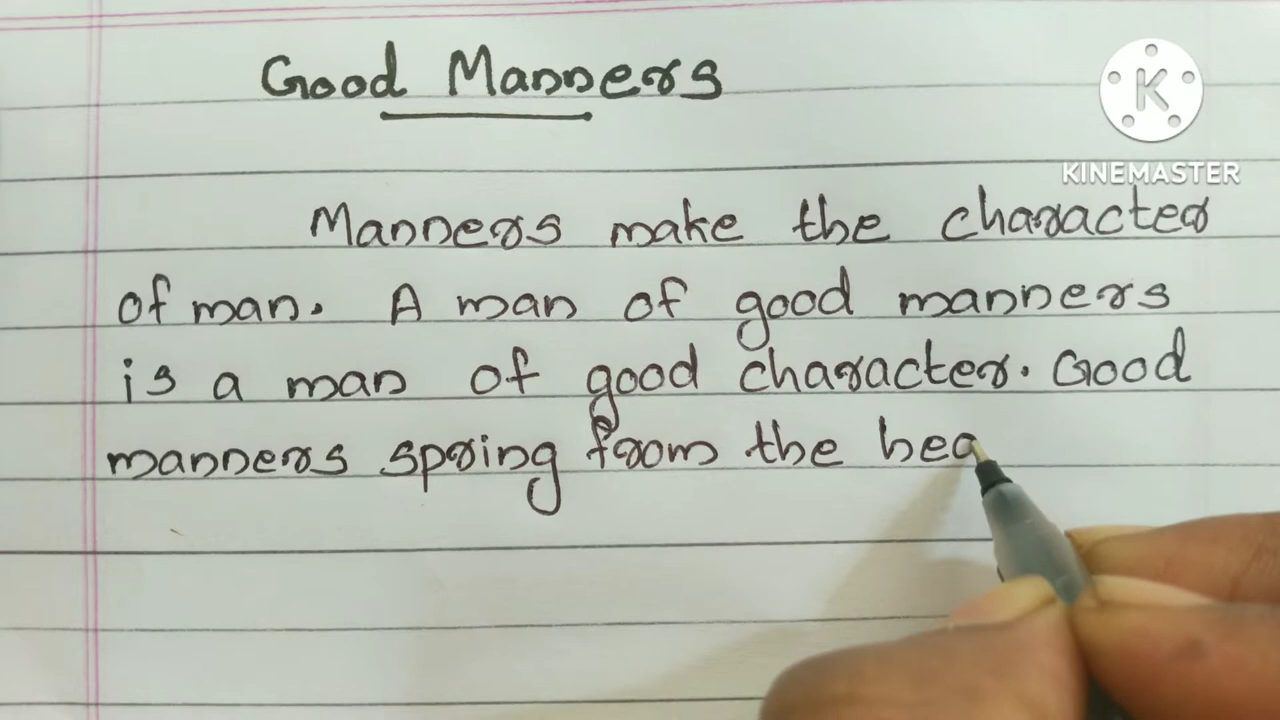 Good Manners
K
KINEMASTER
Manners make the character
of man. A man of good manners
is a man of good character. Good
manners spring from the hea